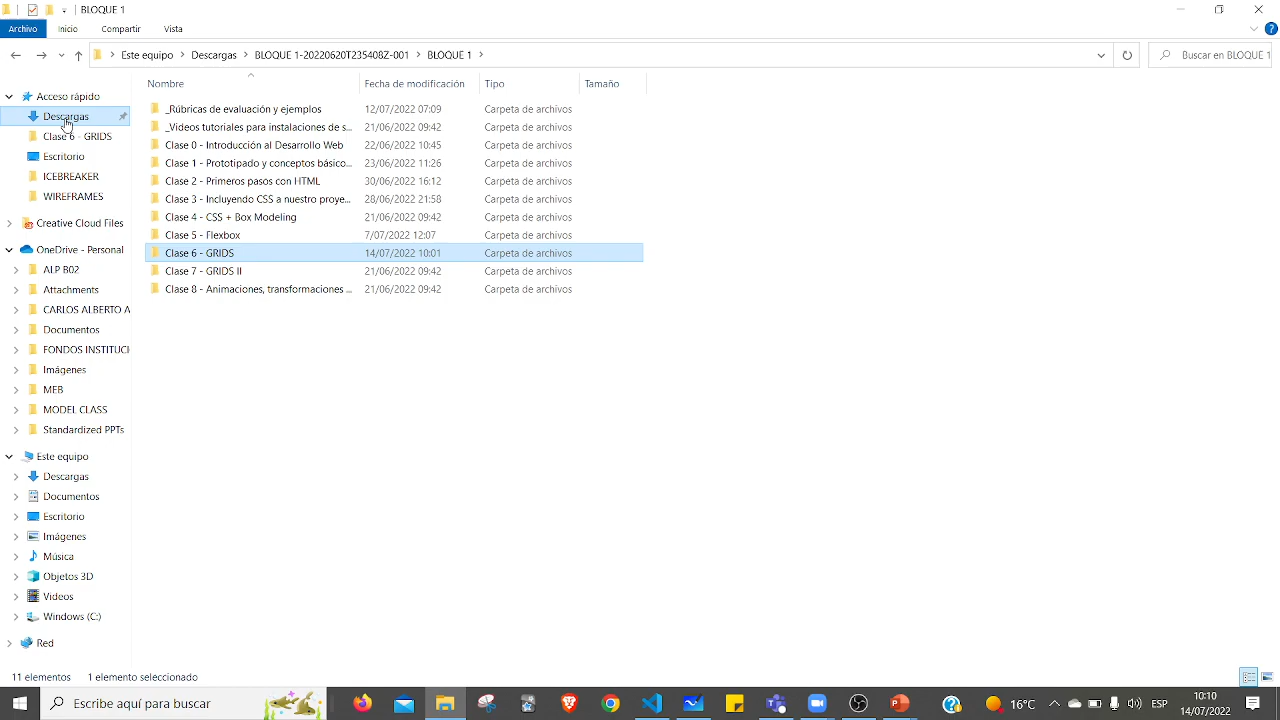 BLOQUE 1
Archivo Inicio Compartir Vista
Este equipo Descargas BLOQUE 1-20220620T235408Z-001 BLOQUE 1
Buscar en BLOQUE 1
Nombre Fecha de modificación Tipo Tamaño
Acceso rápido
Descargas
Clase 6 - GRIDS
Escritorio
ICEBREAKER
WIREFRAMES
Creative Cloud Files
OneDrive - Personal
ALP B02
Attachments
CARLOS ALBERTO A
Documentos
FONDOS INSTITUCI
Imágenes
MEB
MODEL CLASS
Standardized PPTs
Este equipo
Descargas
Documentos
Escritorio
Imágenes
Música
Objetos 3D
Videos
Windows (C:)
Red
_Rúbricas de evaluación y ejemplos 12/07/2022 07:09 Carpeta de archivos
_Videos tutoriales para instalaciones de s... 21/06/2022 09:42 Carpeta de archivos
Clase 0 - Introducción al Desarrollo Web 22/06/2022 10:45 Carpeta de archivos
Clase 1 - Prototipado y conceptos básico... 23/06/2022 11:26 Carpeta de archivos
Clase 2 - Primeros pasos con HTML 30/06/2022 16:12 Carpeta de archivos
Clase 3 - Incluyendo CSS a nuestro proye... 28/06/2022 21:58 Carpeta de archivos
Clase 4 - CSS + Box Modeling 21/06/2022 09:42 Carpeta de archivos
Clase 5 - Flexbox 7/07/2022 12:07 Carpeta de archivos
Clase 6 - GRIDS 14/07/2022 10:01 Carpeta de archivos
Clase 7 - GRIDS II 21/06/2022 09:42 Carpeta de archivos
Clase 8 - Animaciones, transformaciones ... 21/06/2022 09:42 Carpeta de archivos
11 elementos 1 elemento seleccionado
Escribe aquí para buscar
16°C
ESP
10:10
14/07/2022